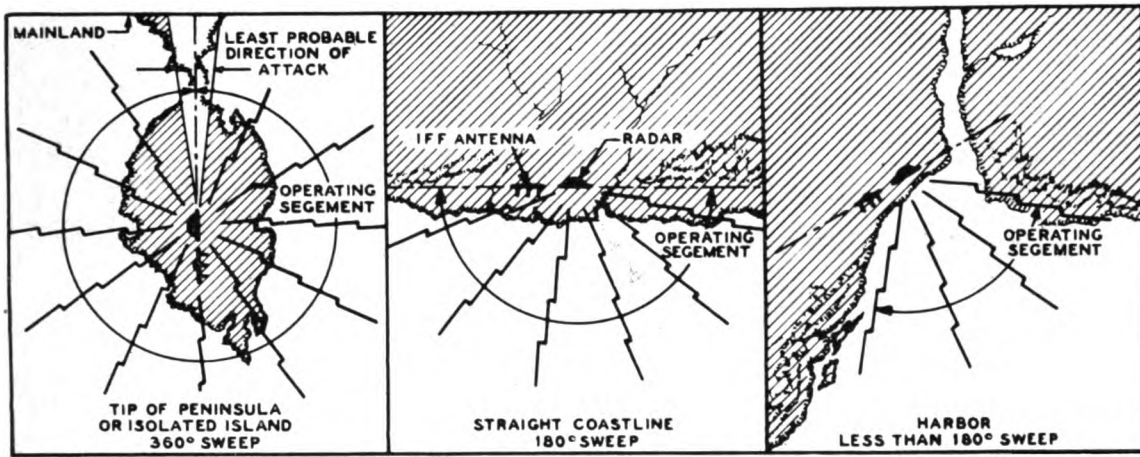 MAINLAND
LEAST PROBABLE
DIRECTION OF
ATTACK
OPERATING
SEGEMENT
TIP OF PENINSULA
OR ISOLATED ISLAND
360° SWEEP
IFF ANTENNA
RADAR
OPERATING
SEGEMENT
STRAIGHT COASTLINE
180° SWEEP
OPERATING
SEGEMENT
HARBOR
LESS THAN 180° SWEEP